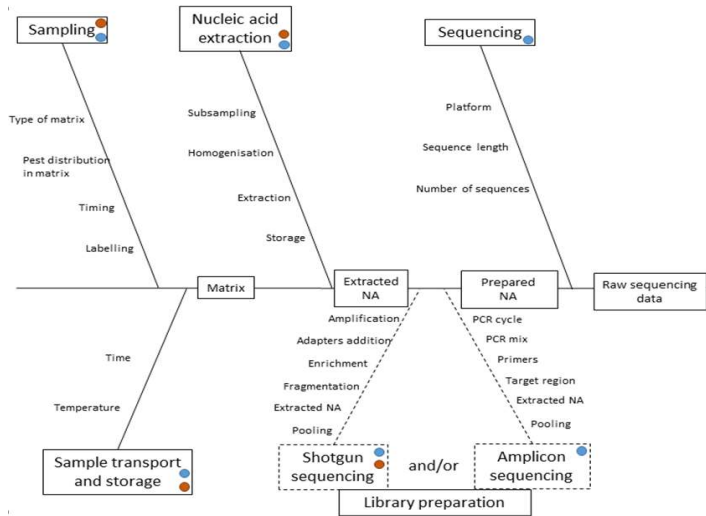 Sampling
Nucleic acid
extraction
Sequencing
Type of matrix
Pest distribution
in matrix
Timing
Labelling
Subsampling
Homogenisation
Extraction
Storage
Platform
Sequence length
Number of sequences
Matrix
Extracted
NA
Prepared
NA
Raw sequencing
data
Time
Temperature
Sample transport
and storage
Amplification
Adapters addition
Enrichment
Fragmentation
Extracted NA
Pooling
Shotgun
sequencing
and/or
PCR cycle
PCR mix
Primers
Target region
Extracted NA
Pooling
Amplicon
sequencing
Library preparation